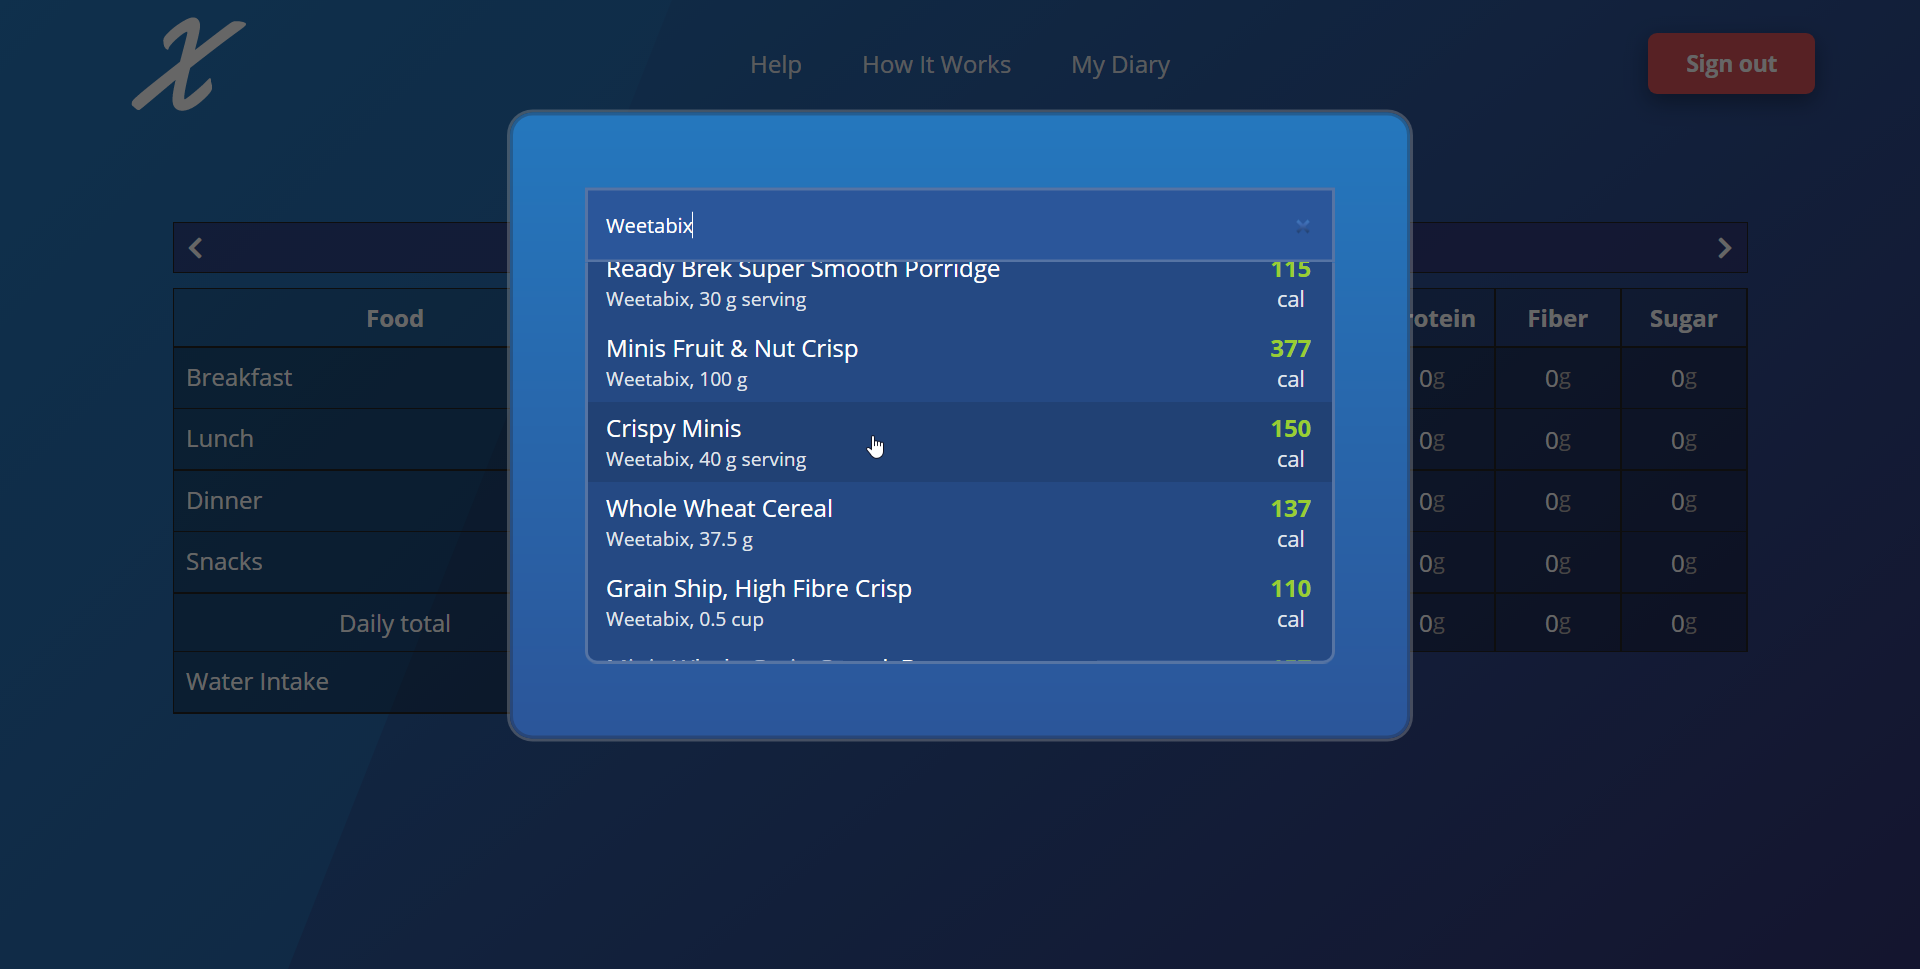 Help How It Works My Diary Sign out
Weetabix
Ready Brek Super Smooth Porridge 115
Weetabix, 30 g serving cal
Minis Fruit & Nut Crisp 377
Weetabix, 100 g cal
Crispy Minis 150
Weetabix, 40 g serving cal
Whole Wheat Cereal 137
Weetabix, 37.5 g cal
Grain Ship, High Fibre Crisp 110
Weetabix, 0.5 cup cal
Food otein Fiber Sugar
Breakfast 0g 0g 0g
Lunch 0g 0g 0g
Dinner 0g 0g 0g
Snacks 0g 0g 0g
Daily total 0g 0g 0g
Water Intake